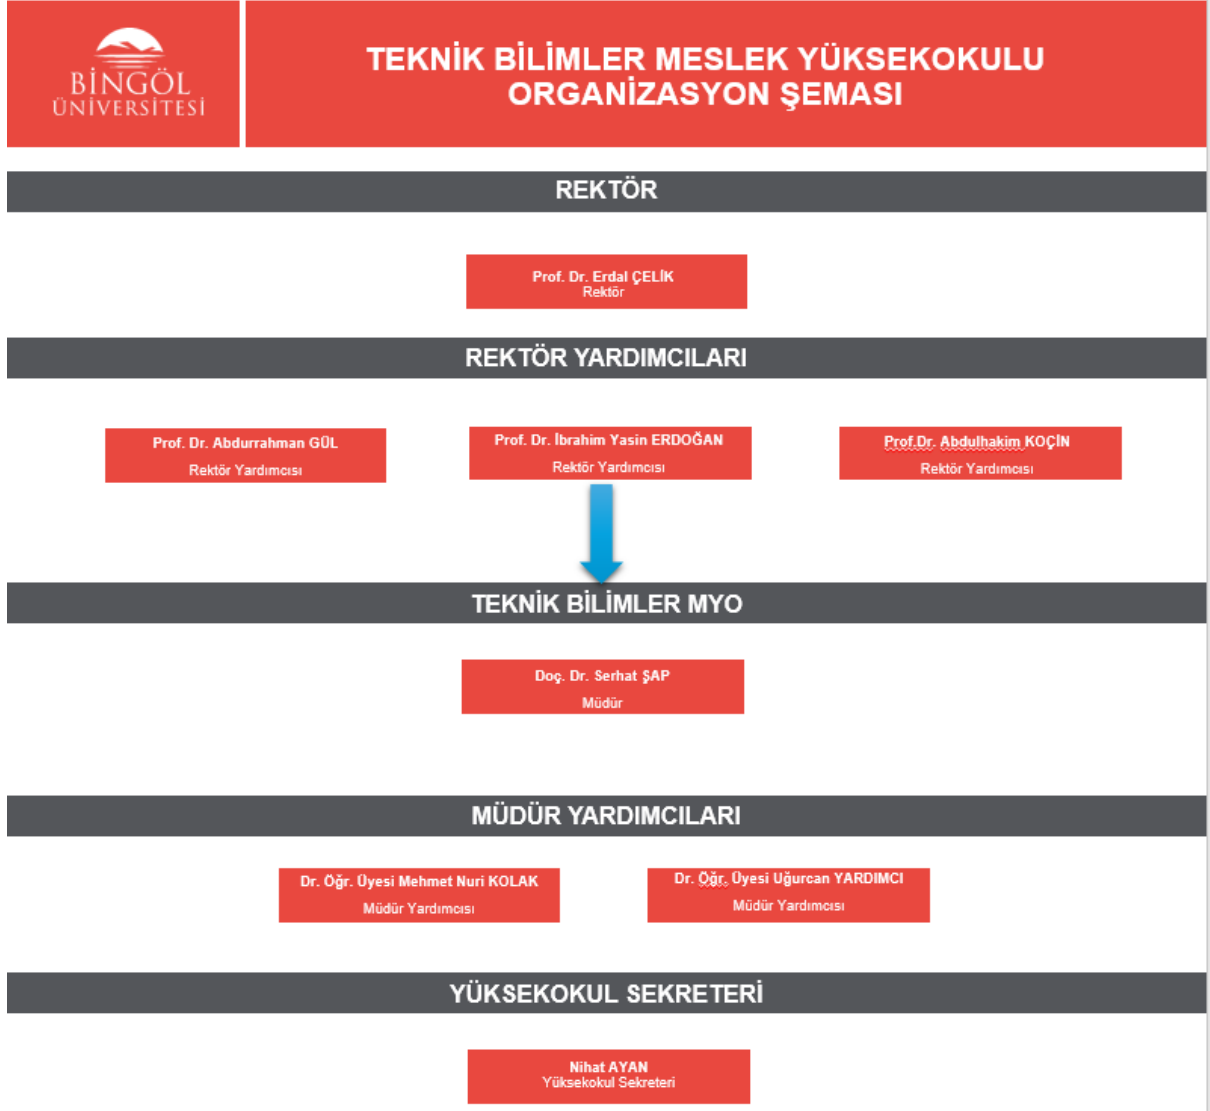 BİNGÖL
ÜNİVERSİTESİ
TEKNİK BİLİMLER MESLEK YÜKSEKOKULU
ORGANİZASYON ŞEMASI
REKTÖR
Prof. Dr. Erdal ÇELİK
Rektör
REKTÖR YARDIMCILARI
Prof. Dr. Abdurrahman GÜL
Rektör Yardımcısı
Prof. Dr. İbrahim Yasin ERDOĞAN
Rektör Yardımcısı
Prof.Dr. Abdulhakim KOÇİN
Rektör Yardımcısı
TEKNİK BİLİMLER MYO
Doç. Dr. Serhat ŞAP
Müdür
MÜDÜR YARDIMCILARI
Dr. Öğr. Üyesi Mehmet Nuri KOLAK
Müdür Yardımcısı
Dr. Öğr. Üyesi Uğurcan YARDIMCI
Müdür Yardımcısı
YÜKSEKOKUL SEKRETERİ
Nihat AYAN
Yüksekokul Sekreteri